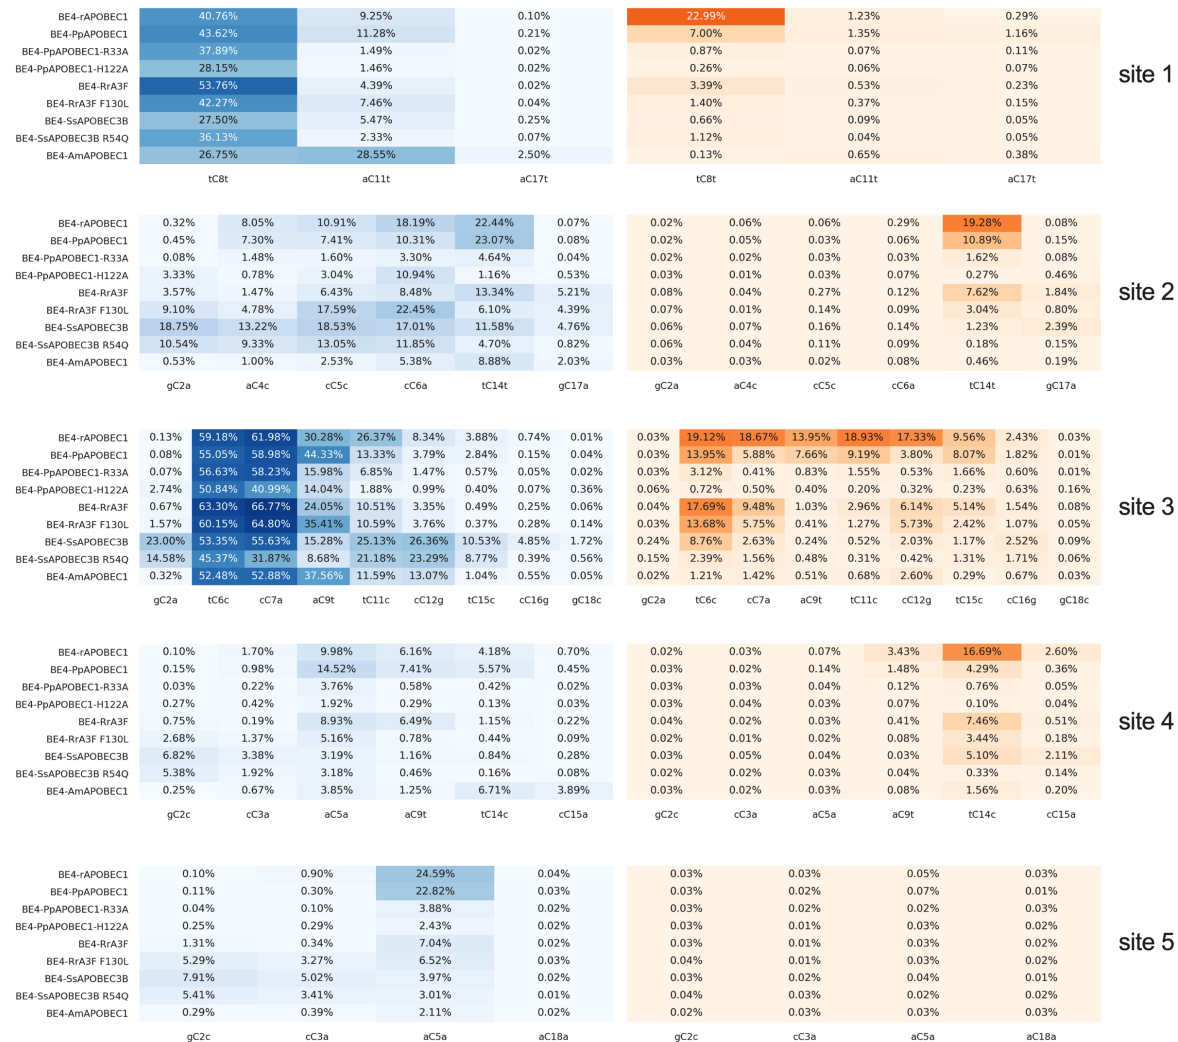 BE4-rAPOBEC1 40.76% 9.25% 0.10% 22.99% 1.23% 0.29%
BE4-PpAPOBEC1 43.62% 11.28% 0.21% 7.00% 1.35% 1.16%
BE4-PpAPOBEC1-R33A 37.89% 1.49% 0.02% 0.87% 0.07% 0.11%
BE4-PpAPOBEC1-H122A 28.15% 1.46% 0.02% 0.26% 0.06% 0.07%
site 1
BE4-RrA3F 53.76% 4.39% 0.02% 3.39% 0.53% 0.23%
BE4-RrA3F F130L 42.27% 7.46% 0.04% 1.40% 0.37% 0.15%
BE4-SsAPOBEC3B 27.50% 5.47% 0.25% 0.66% 0.09% 0.05%
BE4-SsAPOBEC3B R54Q 36.13% 2.33% 0.07% 1.12% 0.04% 0.05%
BE4-AmAPOBEC1 26.75% 28.55% 2.50% 0.13% 0.65% 0.38%
tC8t aC11t aC17t tC8t aC11t aC17t
BE4-rAPOBEC1 0.32% 8.05% 10.91% 18.19% 22.44% 0.07% 0.02% 0.06% 0.06% 0.29% 19.28% 0.08%
BE4-PpAPOBEC1 0.45% 7.30% 7.41% 10.31% 23.07% 0.08% 0.02% 0.05% 0.03% 0.06% 10.89% 0.15%
BE4-PpAPOBEC1-R33A 0.08% 1.48% 1.60% 3.30% 4.64% 0.04% 0.02% 0.02% 0.03% 0.03% 1.62% 0.08%
BE4-PpAPOBEC1-H122A 3.33% 0.78% 3.04% 10.94% 1.16% 0.53% 0.03% 0.01% 0.03% 0.07% 0.27% 0.46%
site 2
BE4-RrA3F 3.57% 1.47% 6.43% 8.48% 13.34% 5.21% 0.08% 0.04% 0.27% 0.12% 7.62% 1.84%
BE4-RrA3F F130L 9.10% 4.78% 17.59% 22.45% 6.10% 4.39% 0.07% 0.01% 0.14% 0.09% 3.04% 0.80%
BE4-SsAPOBEC3B 18.75% 13.22% 18.53% 17.01% 11.58% 4.76% 0.06% 0.07% 0.16% 0.14% 1.23% 2.39%
BE4-SsAPOBEC3B R54Q 10.54% 9.33% 13.05% 11.85% 4.70% 0.82% 0.06% 0.04% 0.11% 0.09% 0.18% 0.15%
BE4-AmAPOBEC1 0.53% 1.00% 2.53% 5.38% 8.88% 2.03% 0.03% 0.03% 0.02% 0.08% 0.46% 0.19%
gC2a aC4c cC5c cC6a tC14t gC17a gC2a aC4c cC5c cC6a tC14t gC17a
BE4-rAPOBEC1 0.13% 59.18% 61.98% 30.28% 26.37% 8.34% 3.88% 0.74% 0.01% 0.03% 19.12% 18.67% 13.95% 18.93% 17.33% 9.56% 2.43% 0.03%
BE4-PpAPOBEC1 0.08% 55.05% 58.98% 44.33% 13.33% 3.79% 2.84% 0.15% 0.04% 0.03% 13.95% 5.88% 7.66% 9.19% 3.80% 8.07% 1.82% 0.01%
BE4-PpAPOBEC1-R33A 0.07% 56.63% 58.23% 15.98% 6.85% 1.47% 0.57% 0.05% 0.02% 0.03% 3.12% 0.41% 0.83% 1.55% 0.53% 1.66% 0.60% 0.01%
BE4-PpAPOBEC1-H122A 2.74% 50.84% 40.99% 14.04% 1.88% 0.99% 0.40% 0.07% 0.36% 0.06% 0.72% 0.50% 0.40% 0.20% 0.32% 0.23% 0.63% 0.16%
site 3
BE4-RrA3F 0.67% 63.30% 66.77% 24.05% 10.51% 3.35% 0.49% 0.25% 0.06% 0.04% 17.69% 9.48% 1.03% 2.96% 6.14% 5.14% 1.54% 0.08%
BE4-RrA3F F130L 1.57% 60.15% 64.80% 35.41% 10.59% 3.76% 0.37% 0.28% 0.14% 0.03% 13.68% 5.75% 0.41% 1.27% 5.73% 2.42% 1.07% 0.05%
BE4-SsAPOBEC3B 23.00% 53.35% 55.63% 15.28% 25.13% 26.36% 10.53% 4.85% 1.72% 0.24% 8.76% 2.63% 0.24% 0.52% 2.03% 1.17% 2.52% 0.09%
BE4-SsAPOBEC3B R54Q 14.58% 45.37% 31.87% 8.68% 21.18% 23.29% 8.77% 0.39% 0.56% 0.15% 2.39% 1.56% 0.48% 0.31% 0.42% 1.31% 1.71% 0.06%
BE4-AmAPOBEC1 0.32% 52.48% 52.88% 37.56% 11.59% 13.07% 1.04% 0.55% 0.05% 0.02% 1.21% 1.42% 0.51% 0.68% 2.60% 0.29% 0.67% 0.03%
gC2a tC6c cC7a aC9t tC11c cC12g tC15c cC16g gC18c gC2a tC6c cC7a aC9t tC11c cC12g tC15c cC16g gC18c
BE4-rAPOBEC1 0.10% 1.70% 9.98% 6.16% 4.18% 0.70% 0.02% 0.03% 0.07% 3.43% 16.69% 2.60%
BE4-PpAPOBEC1 0.15% 0.98% 14.52% 7.41% 5.57% 0.45% 0.03% 0.02% 0.14% 1.48% 4.29% 0.36%
BE4-PpAPOBEC1-R33A 0.03% 0.22% 3.76% 0.58% 0.42% 0.02% 0.03% 0.03% 0.04% 0.12% 0.76% 0.05%
BE4-PpAPOBEC1-H122A 0.27% 0.42% 1.92% 0.29% 0.13% 0.03% 0.03% 0.04% 0.03% 0.07% 0.10% 0.04%
site 4
BE4-RrA3F 0.75% 0.19% 8.93% 6.49% 1.15% 0.22% 0.04% 0.02% 0.03% 0.41% 7.46% 0.51%
BE4-RrA3F F130L 2.68% 1.37% 5.16% 0.78% 0.44% 0.09% 0.02% 0.01% 0.02% 0.08% 3.44% 0.18%
BE4-SsAPOBEC3B 6.82% 3.38% 3.19% 1.16% 0.84% 0.28% 0.03% 0.05% 0.04% 0.03% 5.10% 2.11%
BE4-SsAPOBEC3B R54Q 5.38% 1.92% 3.18% 0.46% 0.16% 0.08% 0.02% 0.02% 0.03% 0.04% 0.33% 0.14%
BE4-AmAPOBEC1 0.25% 0.67% 3.85% 1.25% 6.71% 3.89% 0.03% 0.02% 0.03% 0.08% 1.56% 0.20%
gC2c cC3a aC5a aC9t tC14c cC15a gC2c cC3a aC5a aC9t tC14c cC15a
BE4-rAPOBEC1 0.10% 0.90% 24.59% 0.04% 0.03% 0.03% 0.05% 0.03%
BE4-PpAPOBEC1 0.11% 0.30% 22.82% 0.03% 0.03% 0.02% 0.07% 0.01%
BE4-PpAPOBEC1-R33A 0.04% 0.10% 3.88% 0.02% 0.03% 0.02% 0.02% 0.03%
BE4-PpAPOBEC1-H122A 0.25% 0.29% 2.43% 0.02% 0.03% 0.01% 0.03% 0.02%
site 5
BE4-RrA3F 1.31% 0.34% 7.04% 0.02% 0.03% 0.01% 0.03% 0.02%
BE4-RrA3F F130L 5.29% 3.27% 6.52% 0.03% 0.04% 0.01% 0.03% 0.02%
BE4-SsAPOBEC3B 7.91% 5.02% 3.97% 0.02% 0.03% 0.02% 0.04% 0.01%
BE4-SsAPOBEC3B R54Q 5.41% 3.41% 3.01% 0.01% 0.04% 0.03% 0.02% 0.02%
BE4-AmAPOBEC1 0.29% 0.39% 2.11% 0.02% 0.02% 0.03% 0.03% 0.03%
gC2c cC3a aC5a aC18a gC2c cC3a aC5a aC18a